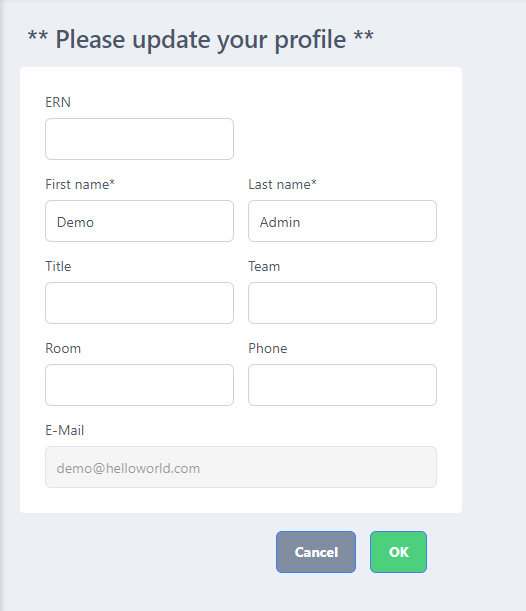 ** Please update your profile **
ERN
First name* Last name*
Demo Admin
Title Team
Room Phone
E-Mail
demo@helloworld.com
Cancel OK